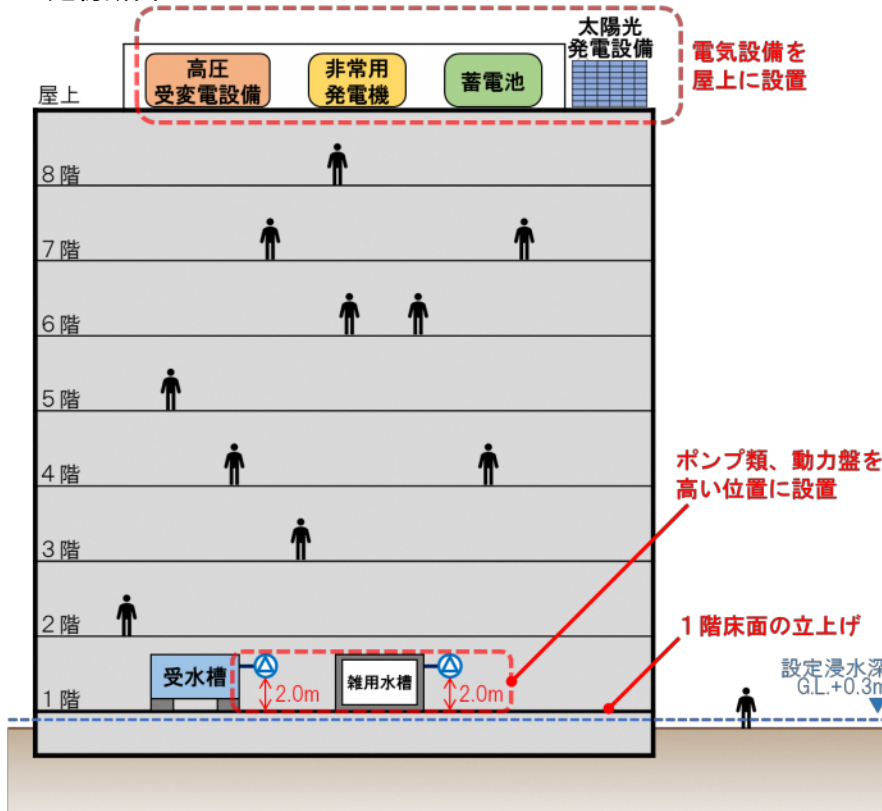 太陽光
発電設備
高圧
受変電設備
非常用
発電機
蓄電池
電気設備を
屋上に設置
屋上
8階
7階
6階
5階
4階
ポンプ類、動力盤を
高い位置に設置
3階
2階
1階床面の立上げ
受水槽
2.0m
雑用水槽
2.0m
設定浸水深
G.L.+0.3m
1階